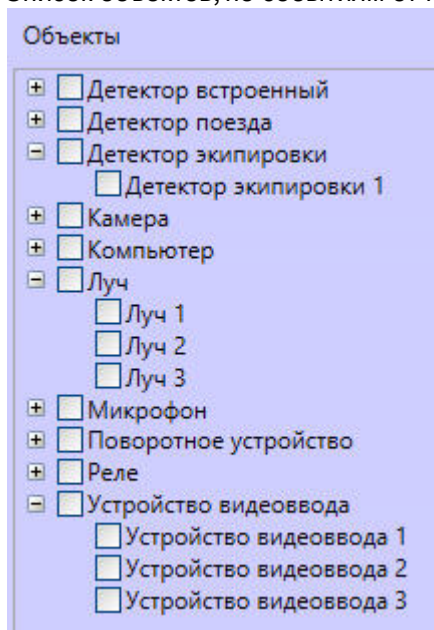 Объекты
Детектор встроенный
Детектор поезда
Детектор экипировки
Детектор экипировки 1
Камера
Компьютер
Луч
Луч 1
Луч 2
Луч 3
Микрофон
Поворотное устройство
Реле
Устройство видеоввода
Устройство видеоввода 1
Устройство видеоввода 2
Устройство видеоввода 3